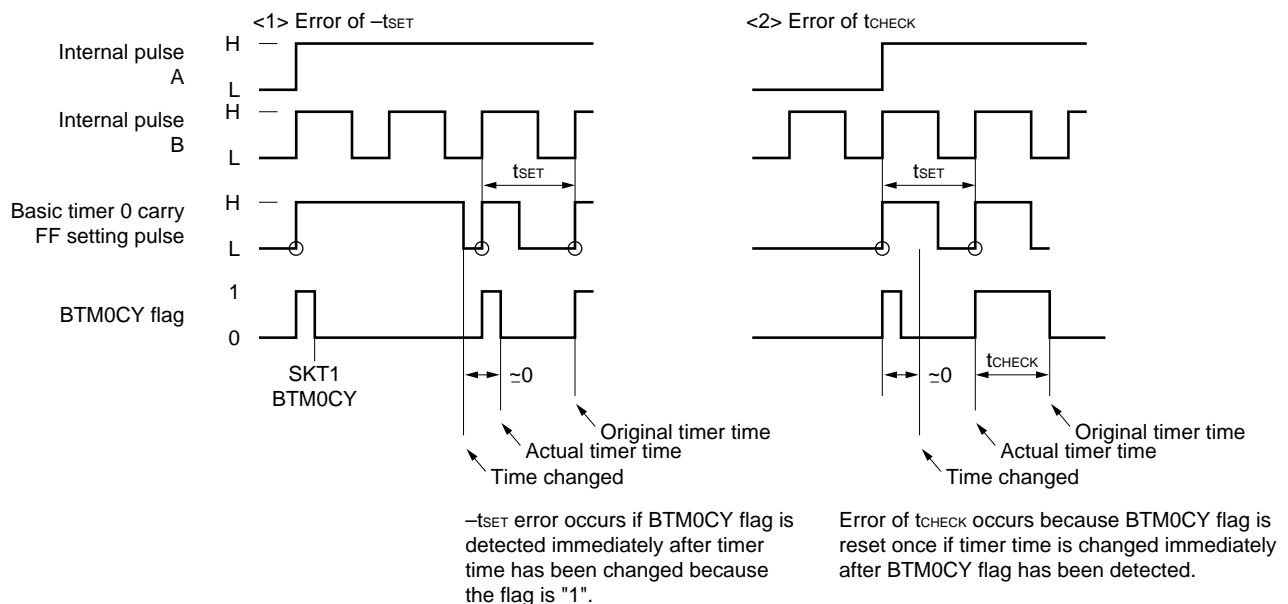 <1> Error of –tSET
<2> Error of tCHECK
Internal pulse
A
H
L
Internal pulse
B
H
L
tSET
tSET
Basic timer 0 carry
FF setting pulse
H
L
BTM0CY flag
1
0
SKT1
BTM0CY
≃0
Original timer time
Actual timer time
Time changed
≃0
tCHECK
Original timer time
Actual timer time
Time changed
–tSET error occurs if BTM0CY flag is
detected immediately after timer
time has been changed because
the flag is "1".
Error of tCHECK occurs because BTM0CY flag is
reset once if timer time is changed immediately
after BTM0CY flag has been detected.